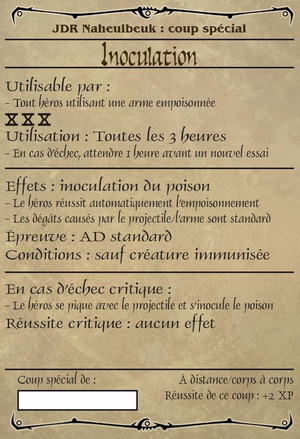 JDR Naheulbeuk : coup spécial
Inoculation
Utilisable par :
- Tout héros utilisant une arme empoisonnée
X X X
Utilisation : Toutes les 3 heures
- En cas d'échec, attendre 1 heure avant un nouvel essai
Effets : inoculation du poison
- Le héros réussit automatiquement l'empoisonnement
- Les dégâts causés par le projectile/l'arme sont standard
Épreuve : AD standard
Conditions : sauf créature immunisée
En cas d'échec critique :
- Le héros se pique avec le projectile et s'inocule le poison
Réussite critique : aucun effet
Coup spécial de :
À distance/corps à corps
Réussite de ce coup : +2 XP